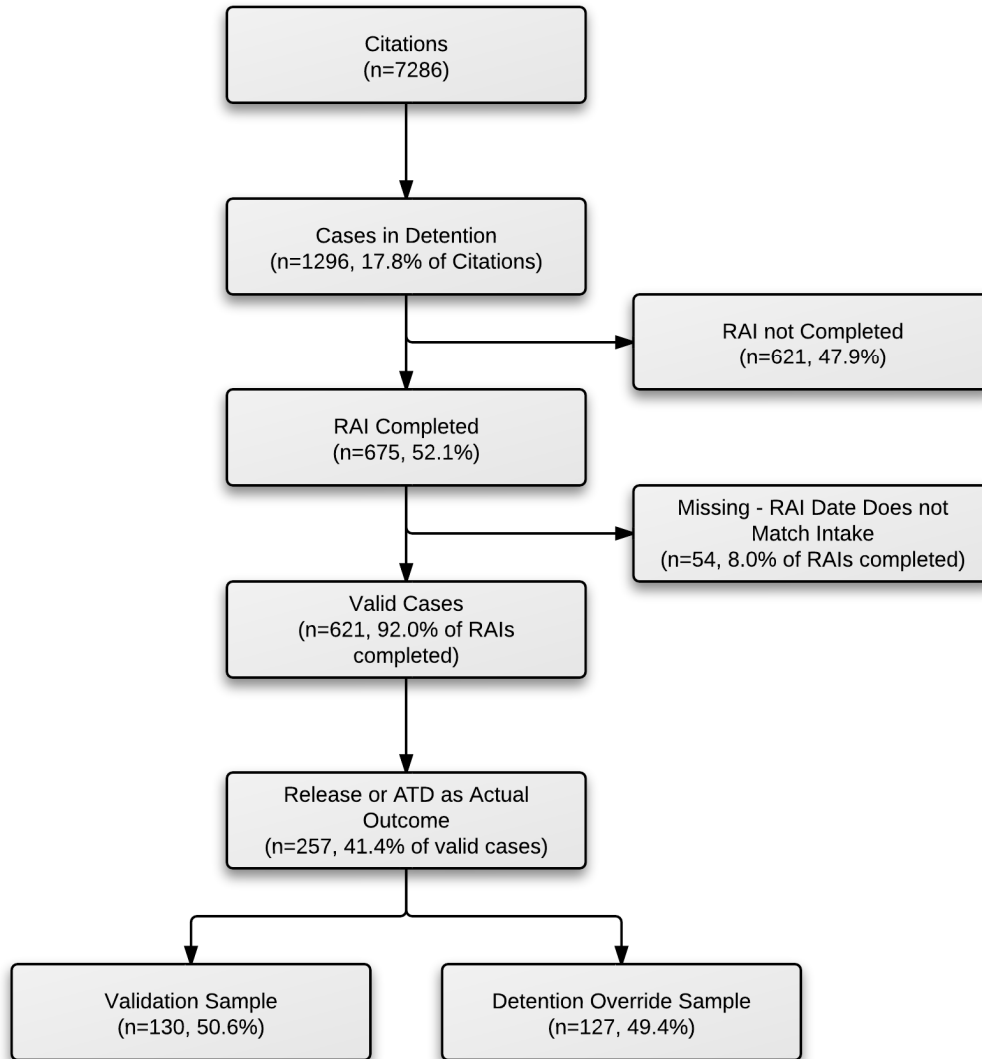 Citations
(n=7286)
Cases in Detention
(n=1296, 17.8% of Citations)
RAI not Completed
(n=621, 47.9%)
RAI Completed
(n=675, 52.1%)
Missing - RAI Date Does not
Match Intake
(n=54, 8.0% of RAIs completed)
Valid Cases
(n=621, 92.0% of RAIs
completed)
Release or ATD as Actual
Outcome
(n=257, 41.4% of valid cases)
Validation Sample
(n=130, 50.6%)
Detention Override Sample
(n=127, 49.4%)